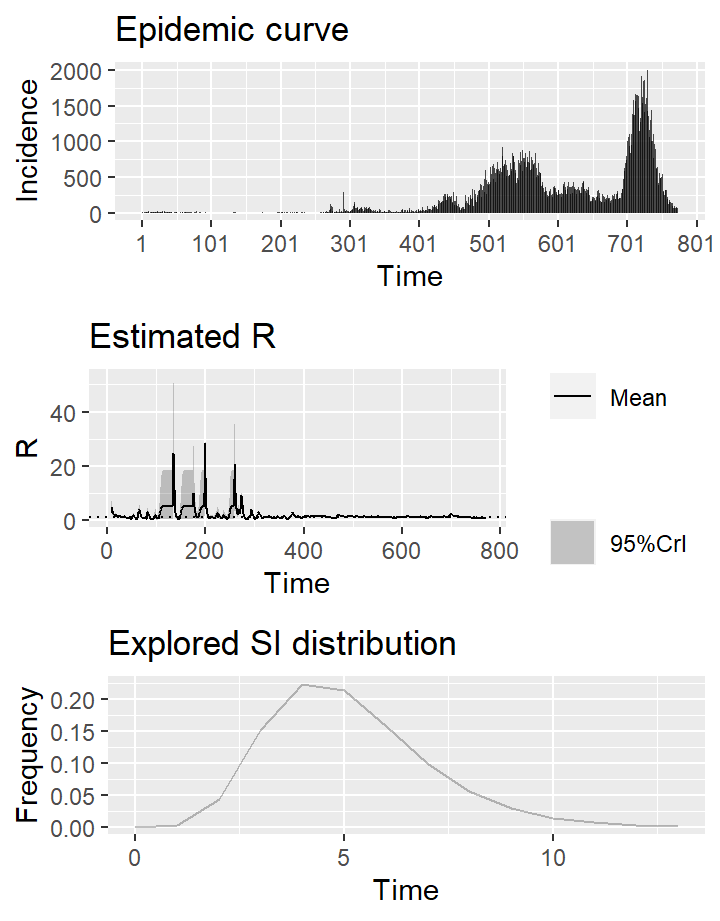 Epidemic curve
Incidence
2000
1500
1000
500
0
1 101 201 301 401 501 601 701 801
Time
Estimated R
R
40
20
0
0 200 400 600 800
Time
Mean
95%CrI
Explored SI distribution
Frequency
0.20
0.15
0.10
0.05
0.00
0 5 10
Time